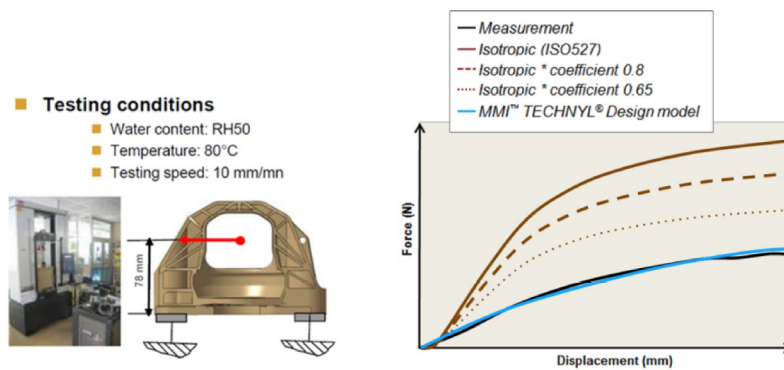 Testing conditions
Water content: RH50
Temperature: 80°C
Testing speed: 10 mm/mn
78 mm
Measurement
Isotropic (ISO527)
Isotropic * coefficient 0.8
Isotropic * coefficient 0.65
MMI™ TECHNYL® Design model
Force (N)
Displacement (mm)